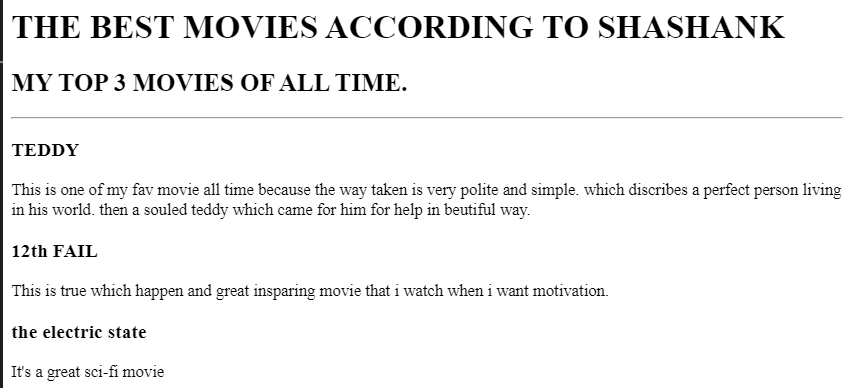 THE BEST MOVIES ACCORDING TO SHASHANK
MY TOP 3 MOVIES OF ALL TIME.
TEDDY
This is one of my fav movie all time because the way taken is very polite and simple. which discribes a perfect person living
in his world. then a souled teddy which came for him for help in beutiful way.
12th FAIL
This is true which happen and great insparing movie that i watch when i want motivation.
the electric state
It's a great sci-fi movie